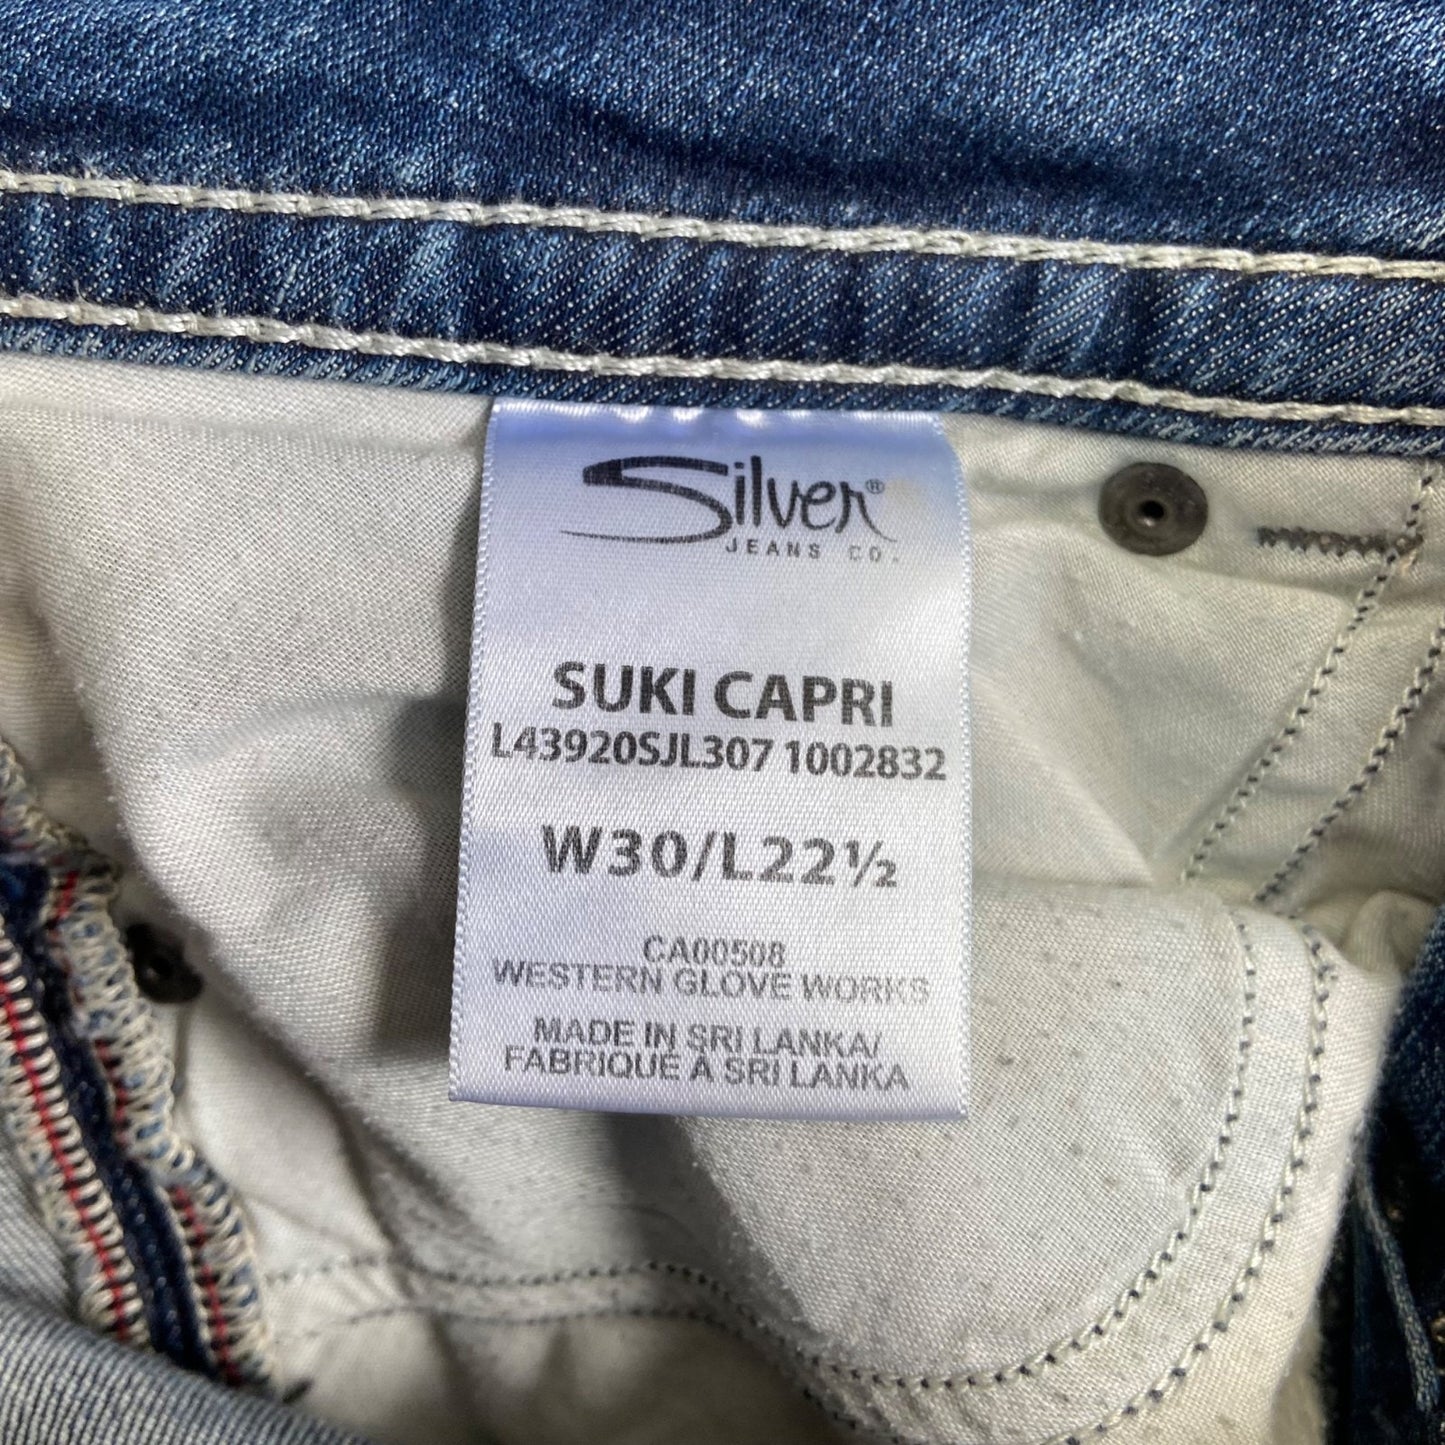 Silver®
JEANS CO.
SUKI CAPRI
L43920SJL307 1002832
W30/L22½
CA00508
WESTERN GLOVE WORKS
MADE IN SRI LANKA/
FABRIQUÉ À SRI LANKA